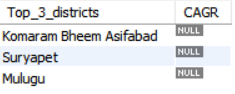 Top_3_districts CAGR
Komaram Bheem Asifabad NULL
Suryapet NULL
Mulugu NULL